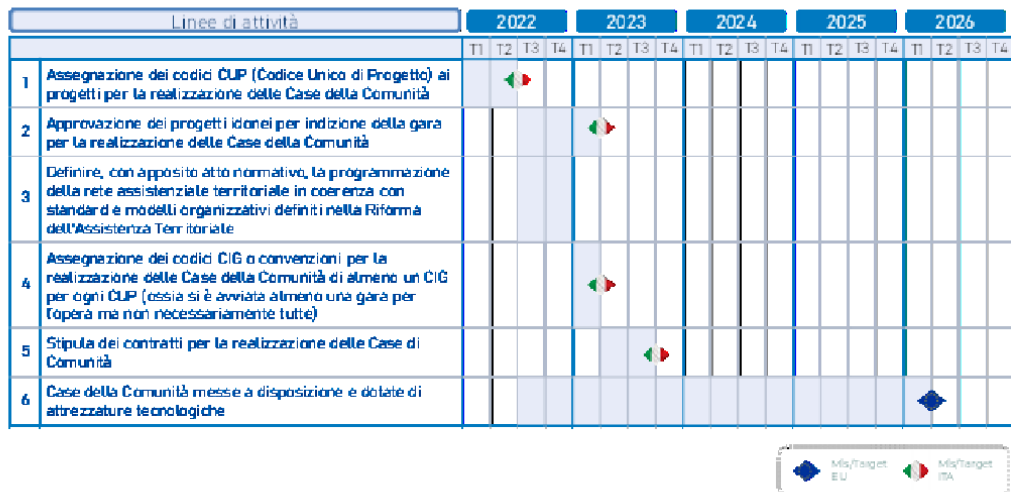 Linee di attività 2022 2023 2024 2025 2026
T1 T2 T3 T4 T1 T2 T3 T4 T1 T2 T3 T4 T1 T2 T3 T4 T1 T2 T3 T4
1 Assegnazione dei codici CUP (Codice Unico di Progetto) ai
progetti per la realizzazione delle Case della Comunità
2 Approvazione dei progetti idonei per indizione della gara
per la realizzazione delle Case della Comunità
3 Definire, con apposito atto normativo, la programmazione
della rete assistenziale territoriale in coerenza con
standard e modelli organizzativi definiti nella Riforma
dell'Assistenza Territoriale
4 Assegnazione dei codici CIG o convenzioni per la
realizzazione delle Case della Comunità di almeno un CIG
per ogni CUP (ossia si è avviata almeno una gara per
l'opera ma non necessariamente tutte)
5 Stipula dei contratti per la realizzazione delle Case di
Comunità
6 Case della Comunità messe a disposizione e dotate di
attrezzature tecnologiche
Mis/Target Mis/Target
EU ITA